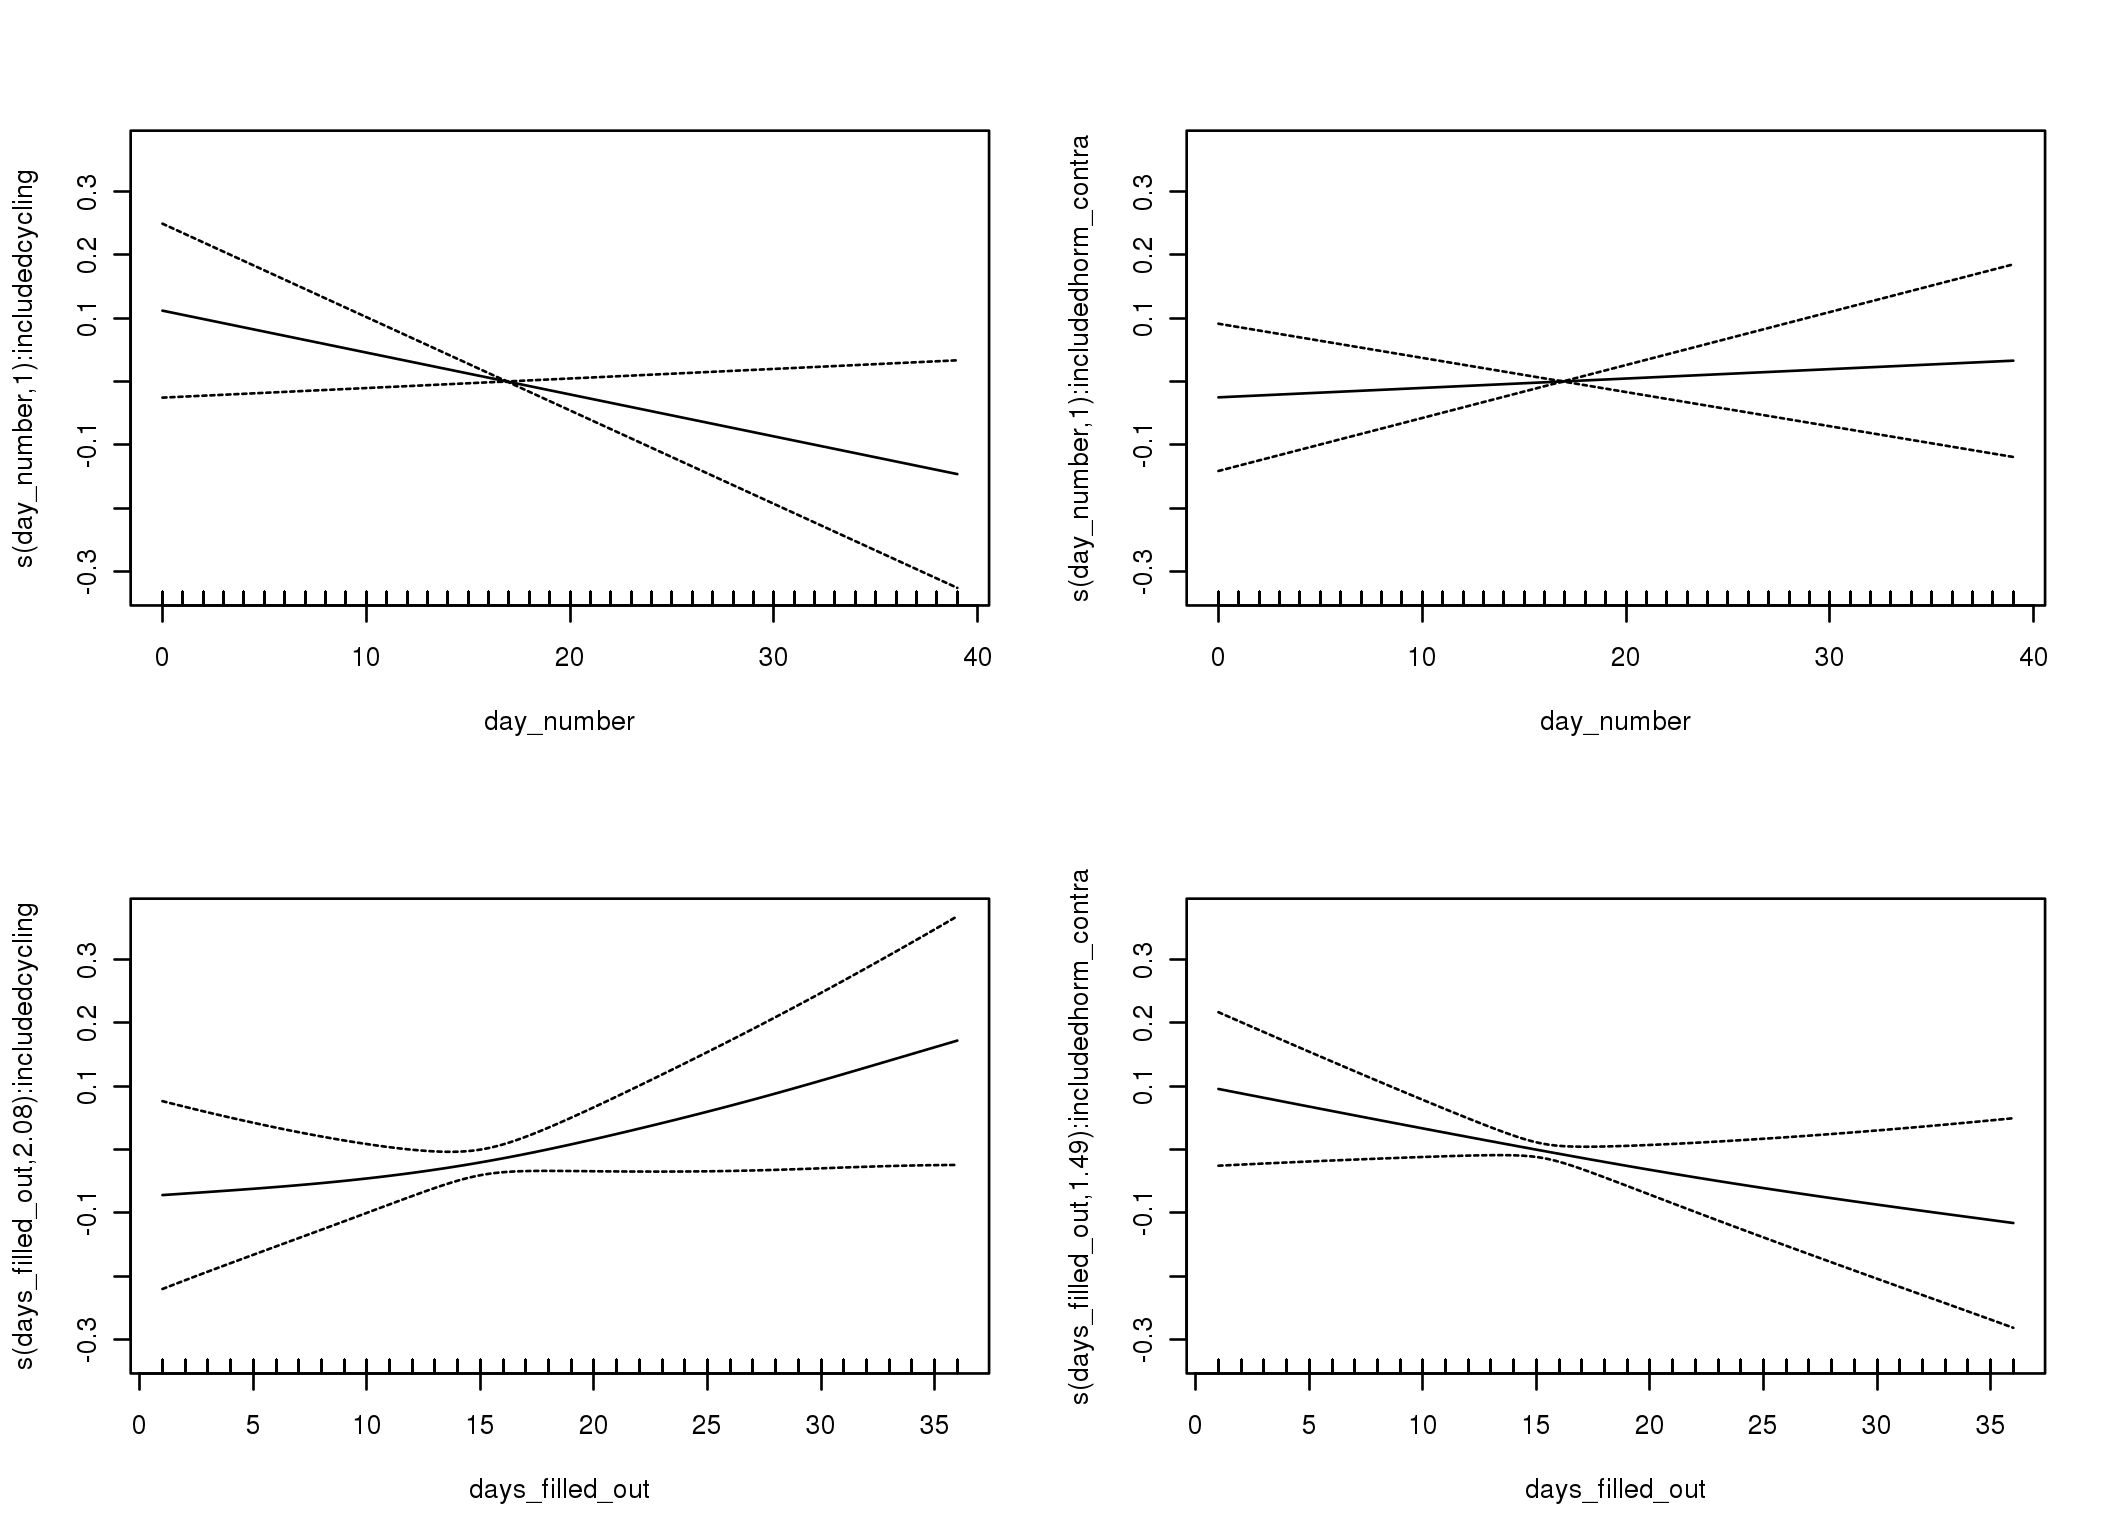 s(day_number,1):includedcycling
0.3
0.2
0.1
-0.1
-0.3
0 10 20 30 40
day_number
s(day_number,1):includedhorm_contra
0.3
0.2
0.1
-0.1
-0.3
0 10 20 30 40
day_number
s(days_filled_out,2.08):includedcycling
0.3
0.2
0.1
-0.1
-0.3
0 5 10 15 20 25 30 35
days_filled_out
s(days_filled_out,1.49):includedhorm_contra
0.3
0.2
0.1
-0.1
-0.3
0 5 10 15 20 25 30 35
days_filled_out